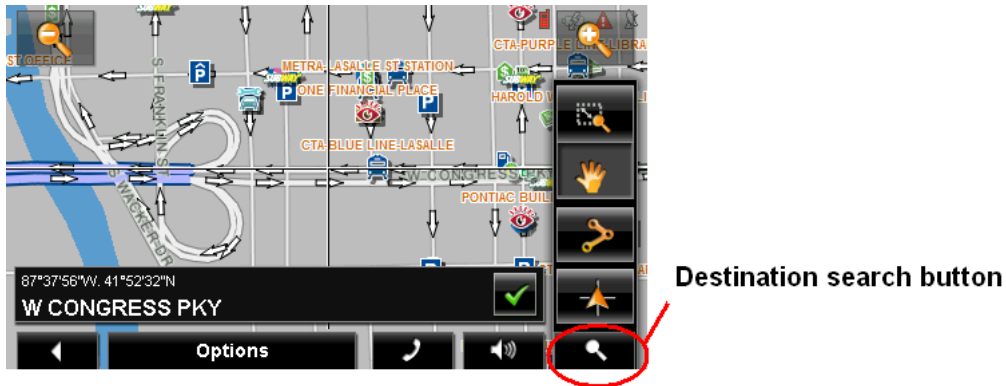 CTA-PURPLE LINE-LIBRA
ST OFFICE
METRA-LASALLE ST STATION
ONE FINANCIAL PLACE
HAROLD
S FRANKLIN ST
CTA-BLUE LINE-LASALLE
W CONGRESS PKY
PONTIAC BUIL
S WACKER DR
87°37'56"W. 41°52'32"N
W CONGRESS PKY
Destination search button
Options